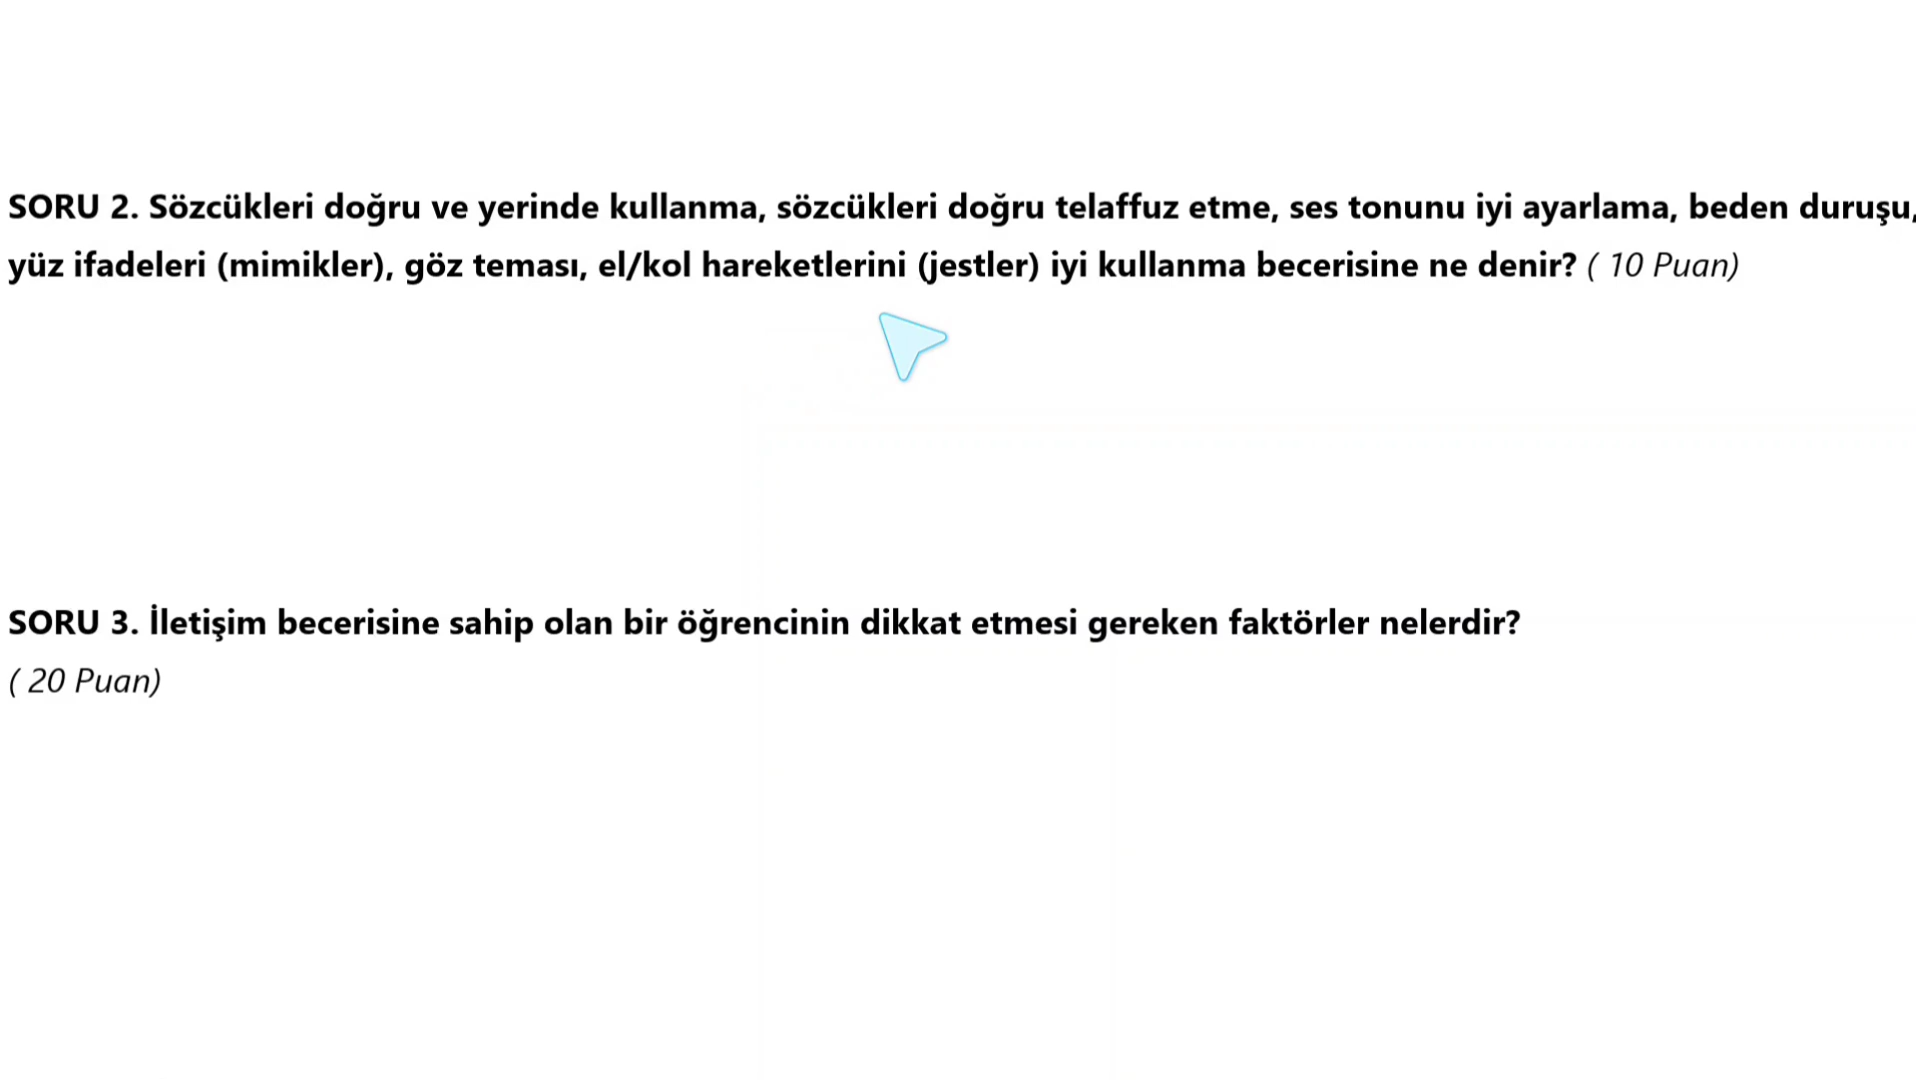 SORU 2. Sözcükleri doğru ve yerinde kullanma, sözcükleri doğru telaffuz etme, ses tonunu iyi ayarlama, beden duruşu,
yüz ifadeleri (mimikler), göz teması, el/kol hareketlerini (jestler) iyi kullanma becerisine ne denir? ( 10 Puan)
SORU 3. İletişim becerisine sahip olan bir öğrencinin dikkat etmesi gereken faktörler nelerdir?
( 20 Puan)